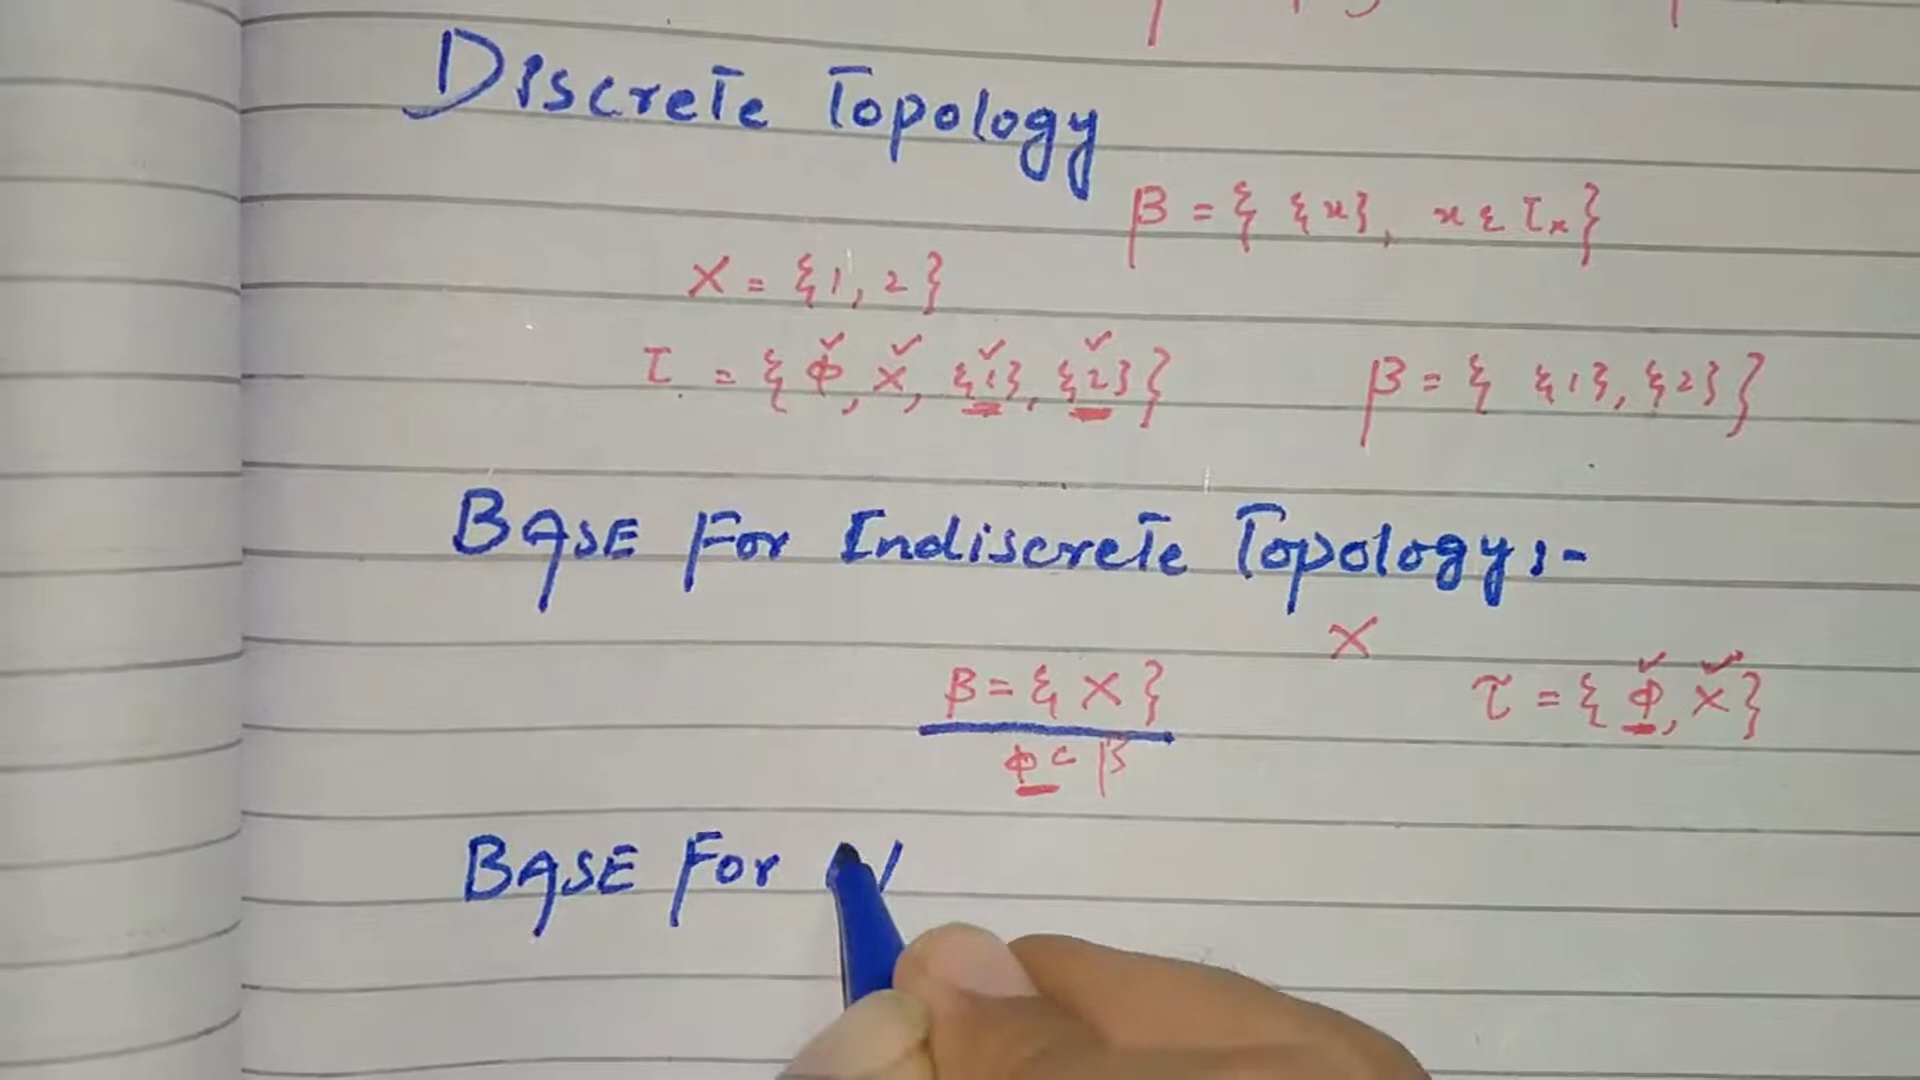 Discrete Topology
β = { {x}, x ε τₓ}
X = {1, 2}
τ = { ϕ, X, {1}, {2} }
β = { {1}, {2} }
BASE For Indiscrete Topology:-
X
β = { X }
τ = { ϕ, X }
ϕ ⊂ β
BASE For